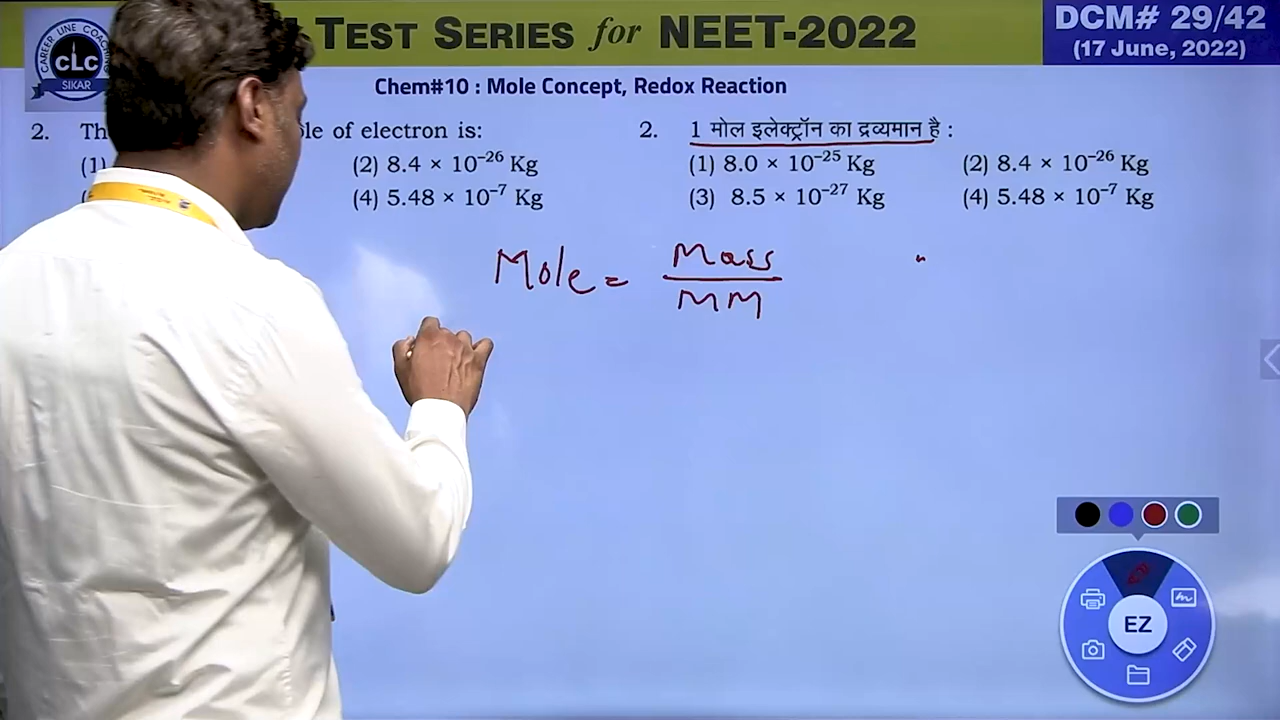 TEST SERIES for NEET-2022
DCM# 29/42
(17 June, 2022)
CAREER LINE COACHING
CLC
SIKAR
Chem#10 : Mole Concept, Redox Reaction
2. of electron is:
(1)
(2) 8.4 × 10⁻²⁶ Kg
(4) 5.48 × 10⁻⁷ Kg
2. 1 मोल इलेक्ट्रॉन का द्रव्यमान है :
(1) 8.0 × 10⁻²⁵ Kg (2) 8.4 × 10⁻²⁶ Kg
(3) 8.5 × 10⁻²⁷ Kg (4) 5.48 × 10⁻⁷ Kg
Mole = Mass
MM
EZ